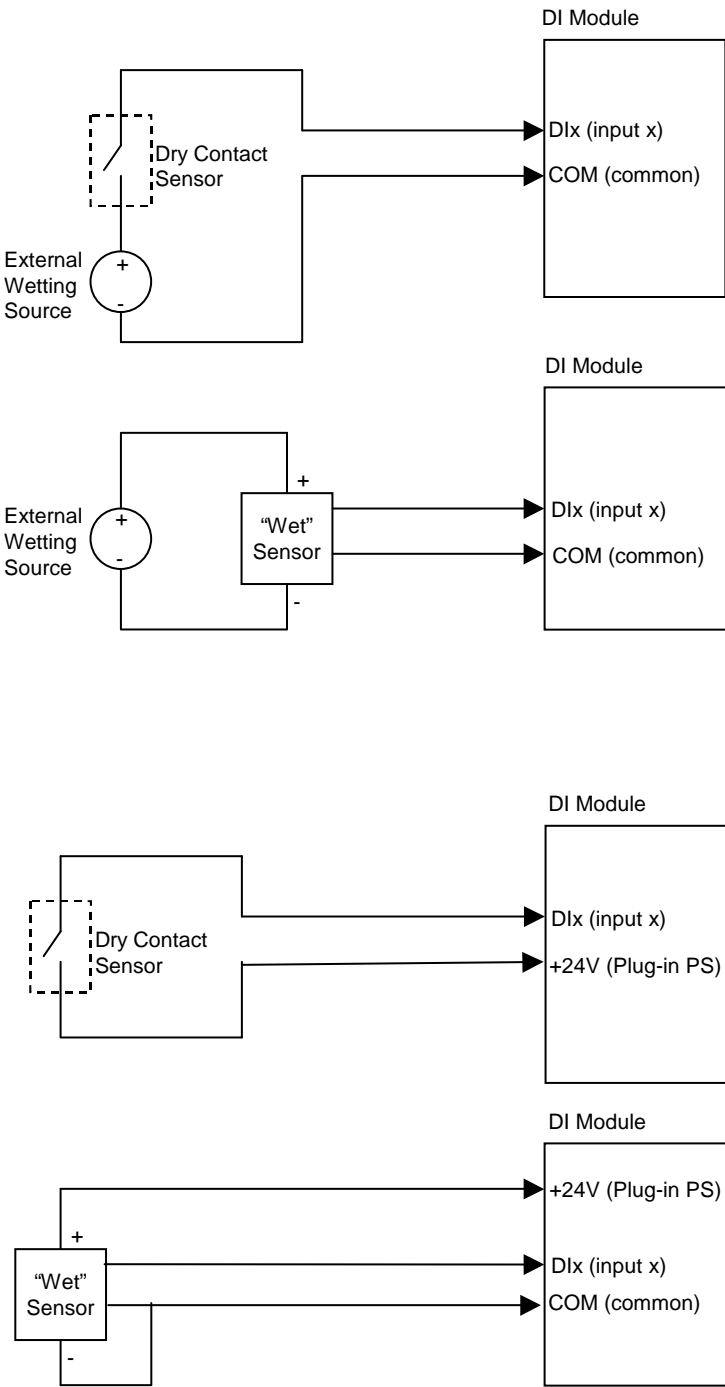 DI Module
DIx (input x)
COM (common)
Dry Contact
Sensor
External
Wetting
Source
+
-
DI Module
External
Wetting
Source
+
-
+
“Wet”
Sensor
-
DIx (input x)
COM (common)
DI Module
Dry Contact
Sensor
DIx (input x)
+24V (Plug-in PS)
DI Module
+24V (Plug-in PS)
+
“Wet”
Sensor
-
DIx (input x)
COM (common)